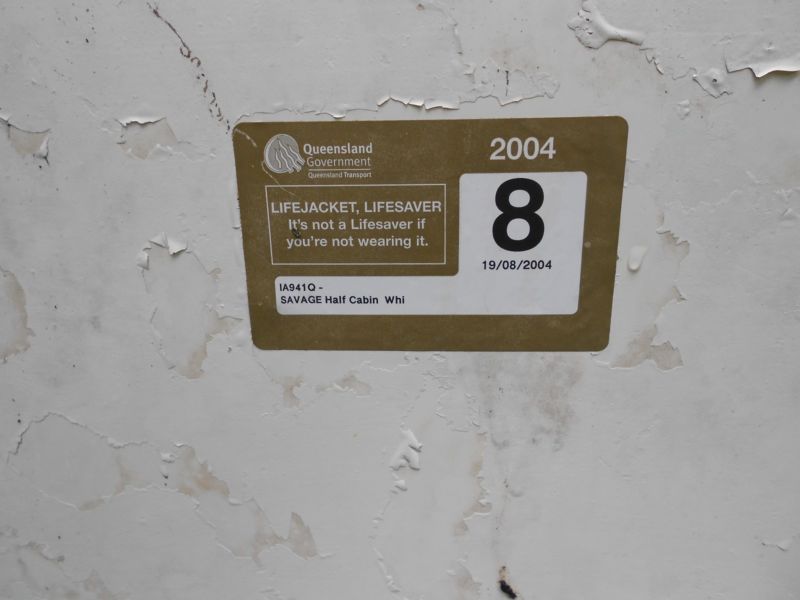 Queensland
Government
Queensland Transport
2004
LIFEJACKET, LIFESAVER
It's not a Lifesaver if
you're not wearing it.
8
19/08/2004
IA941Q -
SAVAGE Half Cabin Whi